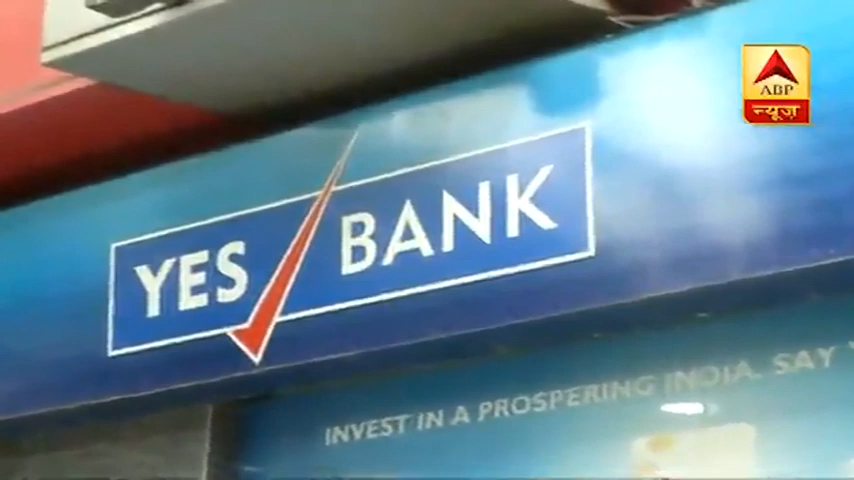 ABP
न्यूज़
YES BANK
INVEST IN A PROSPERING INDIA. SAY